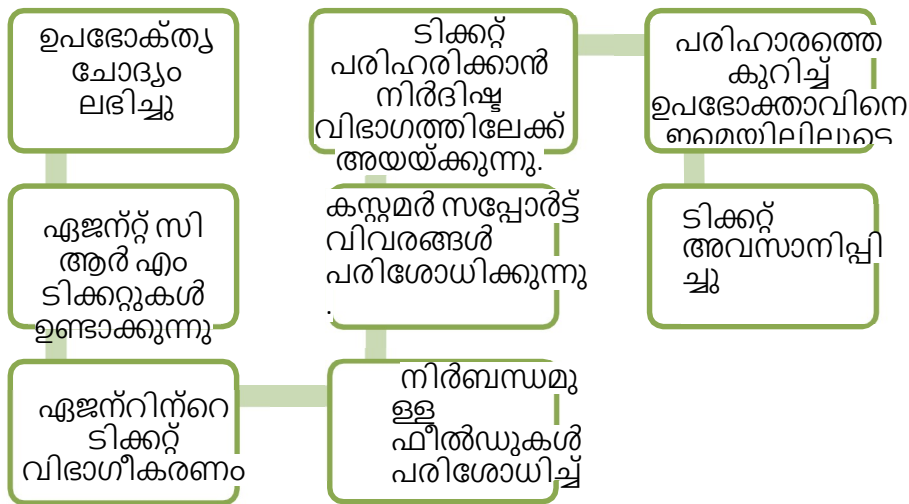 ഉപഭോക്തൃ
ചോദ്യം
ലഭിച്ചു
ഏജന്റ് സി
ആർ എം
ടിക്കറ്റുകൾ
ഉണ്ടാക്കുന്നു
ഏജന്റിന്റെ
ടിക്കറ്റ്
വിഭാഗീകരണം
നിർബന്ധമു
ള്ള
ഫീൽഡുകൾ
പരിശോധിച്ച്
കസ്റ്റമർ സപ്പോർട്ട്
വിവരങ്ങൾ
പരിശോധിക്കുന്നു
.
ടിക്കറ്റ്
പരിഹരിക്കാൻ
നിർദിഷ്ട
വിഭാഗത്തിലേക്ക്
അയയ്ക്കുന്നു.
പരിഹാരത്തെ
കുറിച്ച്
ഉപഭോക്താവിനെ
ഇമെയിലിലൂടെ
ടിക്കറ്റ്
അവസാനിപ്പി
ച്ചു